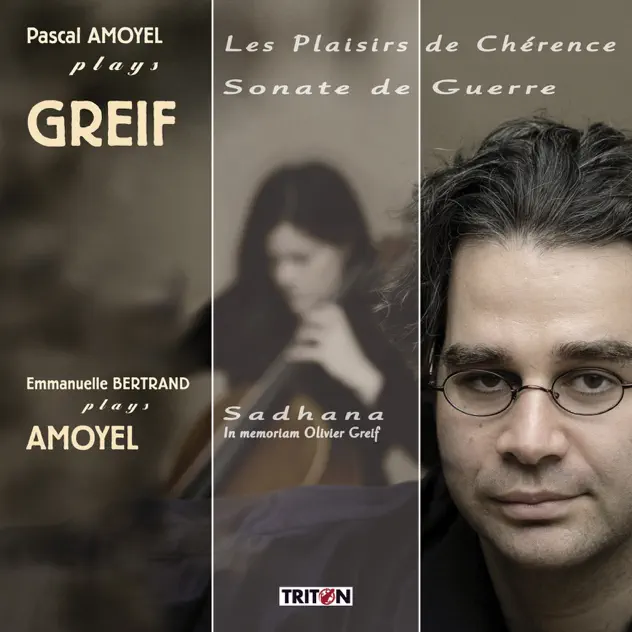 Pascal AMOYEL
plays
GREIF
Les Plaisirs de Chérence
Sonate de Guerre
Emmanuelle BERTRAND
plays
AMOYEL
Sadhana
In memoriam Olivier Greif
TRITON